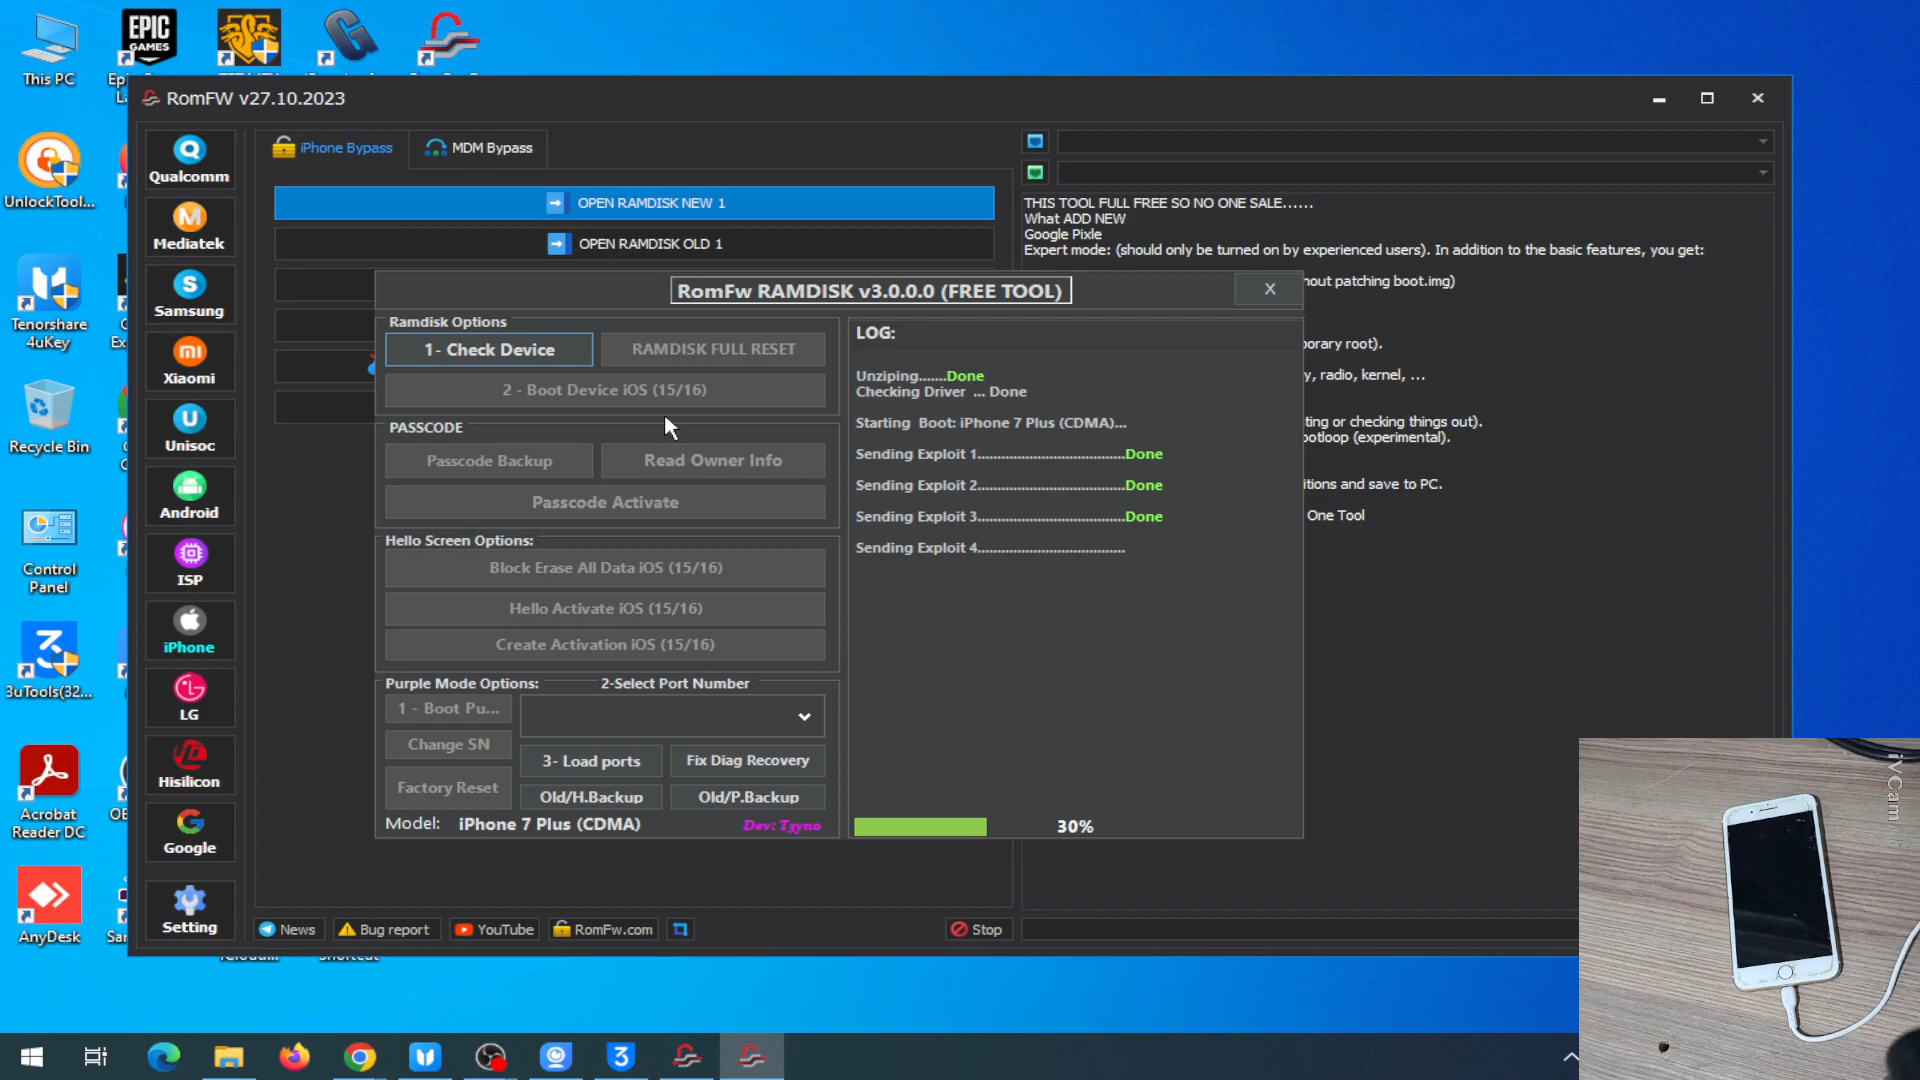 This PC
EPIC
GAMES
RomFW v27.10.2023
UnlockTool...
Tenorshare
4uKey
Recycle Bin
Control
Panel
3uTools(32...
Acrobat
Reader DC
AnyDesk
Qualcomm
Mediatek
Samsung
Xiaomi
Unisoc
Android
ISP
iPhone
LG
Hisilicon
Google
Setting
iPhone Bypass
MDM Bypass
OPEN RAMDISK NEW 1
OPEN RAMDISK OLD 1
THIS TOOL FULL FREE SO NO ONE SALE......
What ADD NEW
Google Pixle
Expert mode: (should only be turned on by experienced users). In addition to the basic features, you get:
hout patching boot.img)
orary root).
y, radio, kernel, ...
ting or checking things out).
ootloop (experimental).
itions and save to PC.
One Tool
RomFw RAMDISK v3.0.0.0 (FREE TOOL)
X
Ramdisk Options
1- Check Device
RAMDISK FULL RESET
2 - Boot Device iOS (15/16)
PASSCODE
Passcode Backup
Read Owner Info
Passcode Activate
Hello Screen Options:
Block Erase All Data iOS (15/16)
Hello Activate iOS (15/16)
Create Activation iOS (15/16)
Purple Mode Options:
2-Select Port Number
1 - Boot Pu...
Change SN
3- Load ports
Fix Diag Recovery
Factory Reset
Old/H.Backup
Old/P.Backup
Model: iPhone 7 Plus (CDMA)
Dev: T3yno
LOG:
Unziping.......Done
Checking Driver ... Done
Starting Boot: iPhone 7 Plus (CDMA)...
Sending Exploit 1....................................Done
Sending Exploit 2....................................Done
Sending Exploit 3....................................Done
Sending Exploit 4....................................
30%
News
Bug report
YouTube
RomFw.com
Stop
iVCam